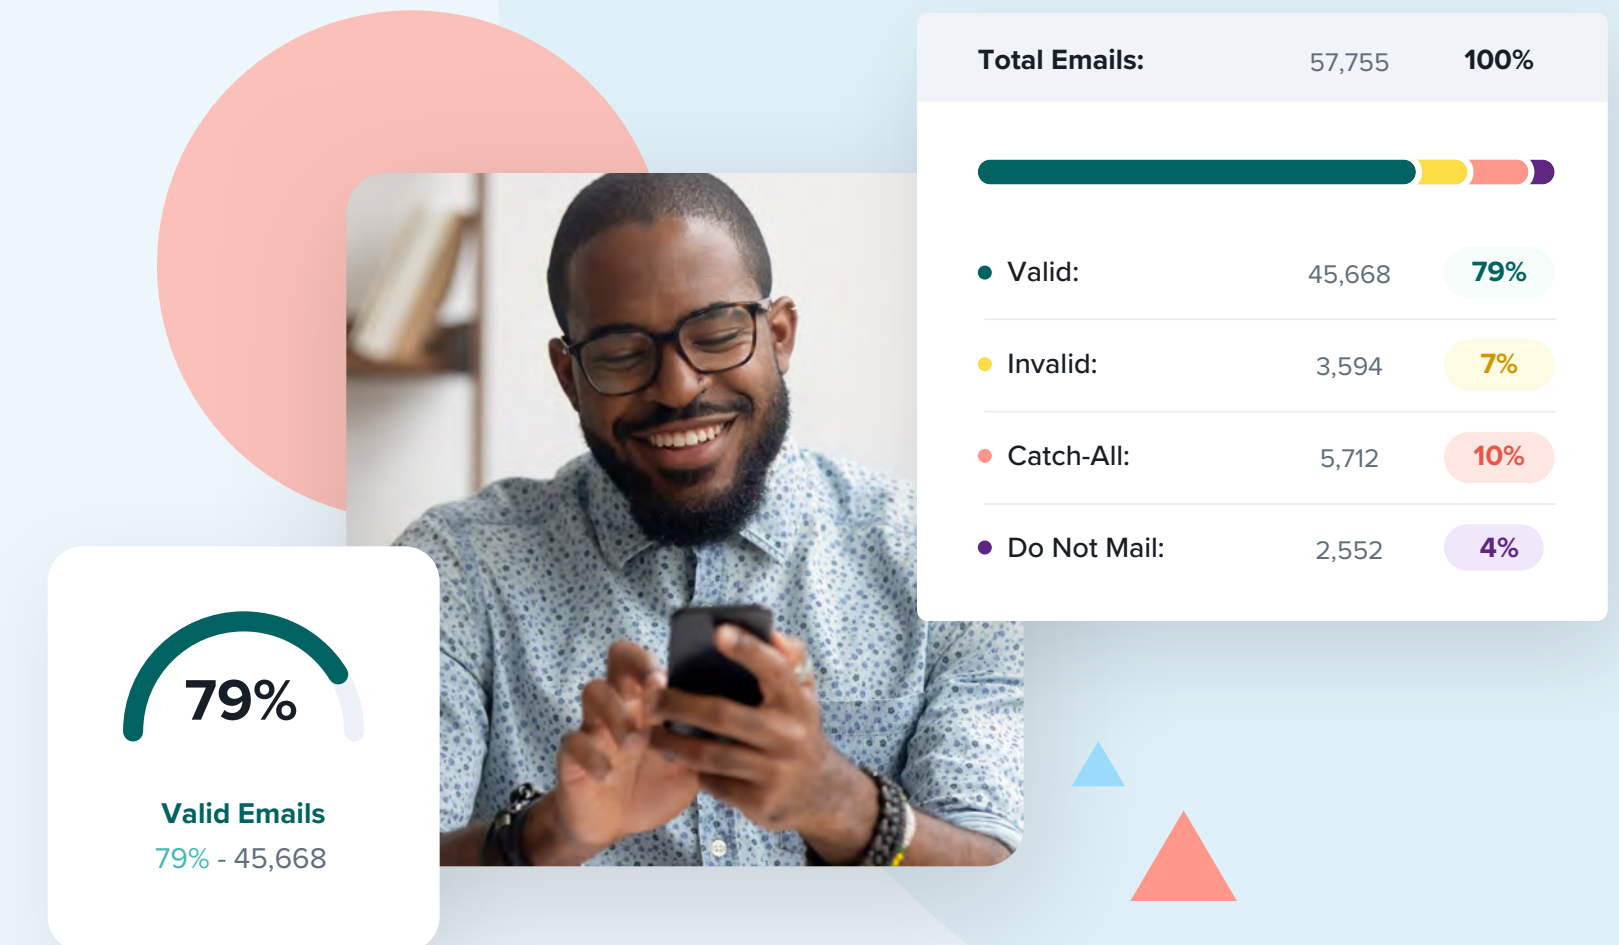 Total Emails: 57,755 100%
Valid: 45,668 79%
Invalid: 3,594 7%
Catch-All: 5,712 10%
Do Not Mail: 2,552 4%
79%
Valid Emails
79% - 45,668